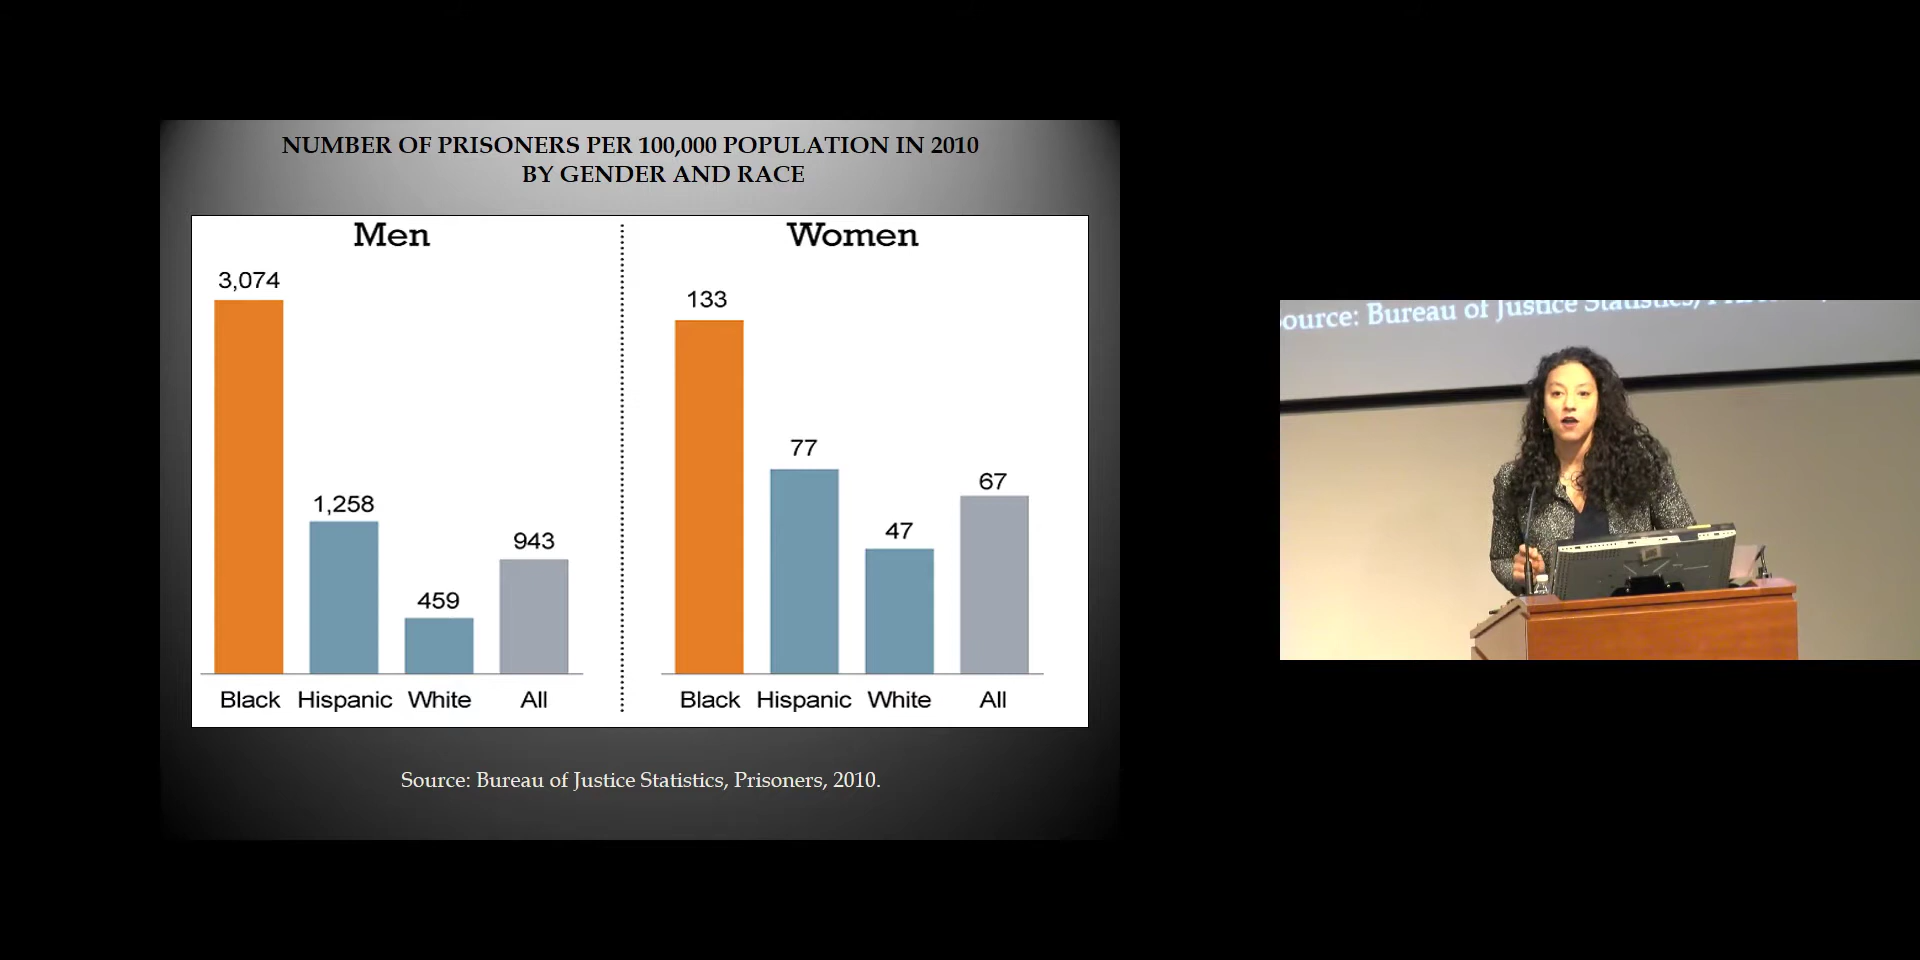 NUMBER OF PRISONERS PER 100,000 POPULATION IN 2010
BY GENDER AND RACE
Men
Women
3,074
1,258
459
943
133
77
47
67
Black Hispanic White All
Black Hispanic White All
Source: Bureau of Justice Statistics, Prisoners, 2010.
ource: Bureau of Justice Statistics,